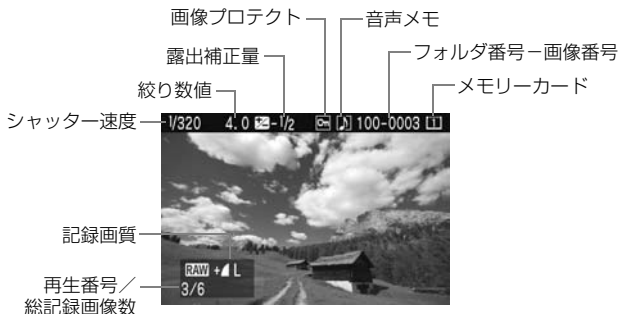 画像プロテクト
音声メモ
露出補正量
フォルダ番号−画像番号
絞り数値
メモリーカード
シャッター速度
1/320 4.0 -1/2 100-0003 1
記録画質
RAW + L
再生番号／
総記録画像数
3/6